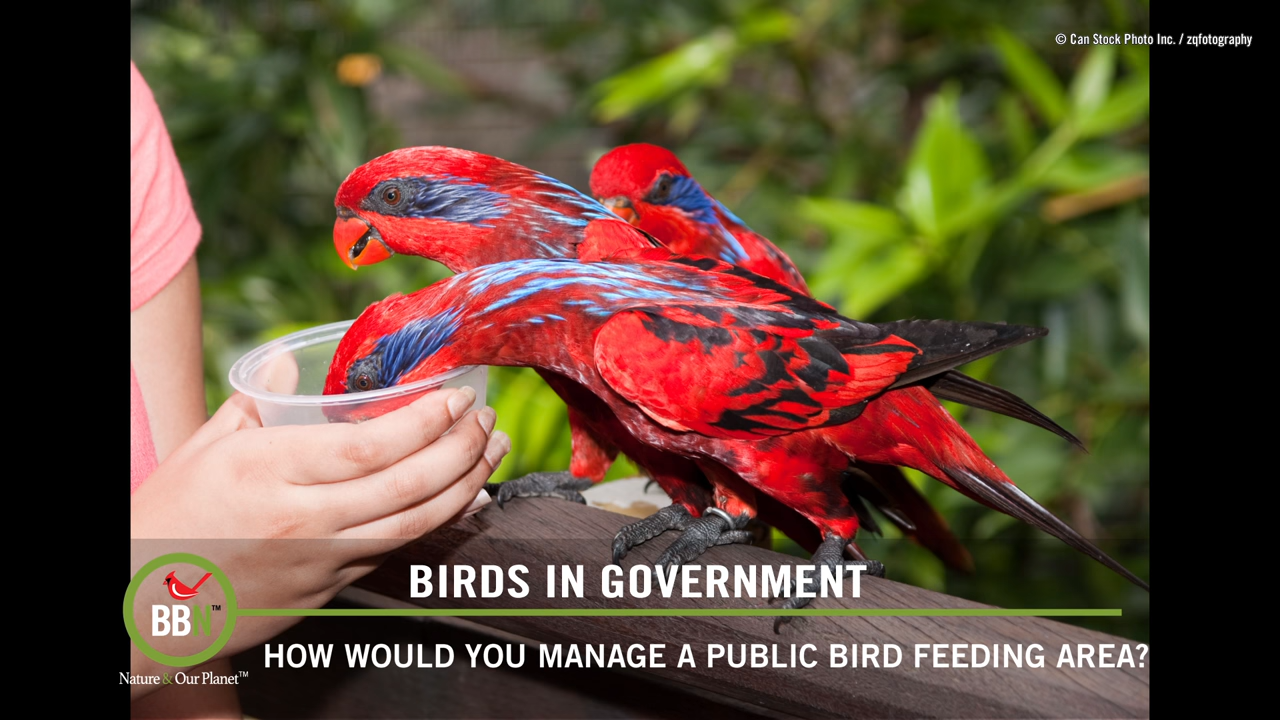 © Can Stock Photo Inc. / zqfotography
BIRDS IN GOVERNMENT
BBN™
Nature & Our Planet™
HOW WOULD YOU MANAGE A PUBLIC BIRD FEEDING AREA?